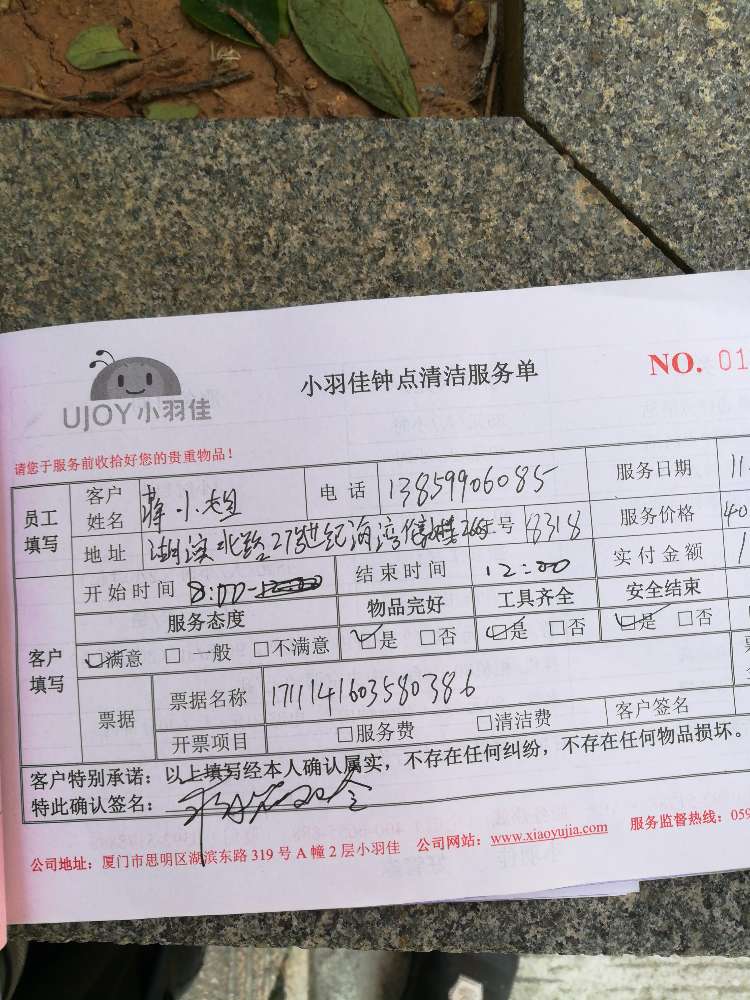 UJOY小羽佳
小羽佳钟点清洁服务单
NO. 01
请您于服务前收拾好您的贵重物品！
员工填写 客户姓名 小姐 电话 13859906085 服务日期 11
地址 湖滨北路27世纪海湾 号 8318 服务价格 40
实付金额 1
客户填写 开始时间 8:00 结束时间 12:00
服务态度 物品完好 工具齐全 安全结束
☑满意 □ 一般 □不满意 ☑是 □否 ☑是 □否 ☑是 □否
票据 票据名称 1711141603580386
开票项目 □服务费 □清洁费 客户签名
客户特别承诺：以上填写经本人确认属实，不存在任何纠纷，不存在任何物品损坏。
特此确认签名：
公司地址：厦门市思明区湖滨东路 319 号 A 幢 2 层小羽佳 公司网站：www.xiaoyujia.com 服务监督热线：059